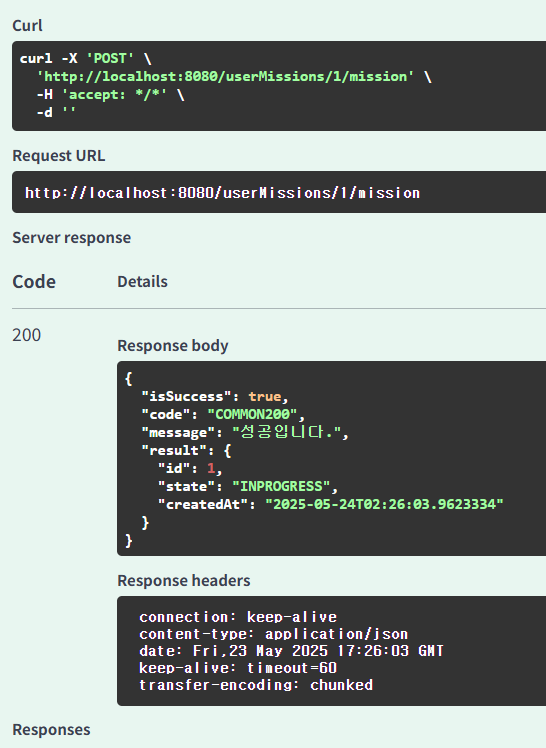 Curl
curl -X 'POST' \
  'http://localhost:8080/userMissions/1/mission' \
  -H 'accept: */*' \
  -d ''
Request URL
http://localhost:8080/userMissions/1/mission
Server response
Code Details
200
Response body
{
  "isSuccess": true,
  "code": "COMMON200",
  "message": "성공입니다.",
  "result": {
    "id": 1,
    "state": "INPROGRESS",
    "createdAt": "2025-05-24T02:26:03.9623334"
  }
}
Response headers
connection: keep-alive
content-type: application/json
date: Fri,23 May 2025 17:26:03 GMT
keep-alive: timeout=60
transfer-encoding: chunked
Responses